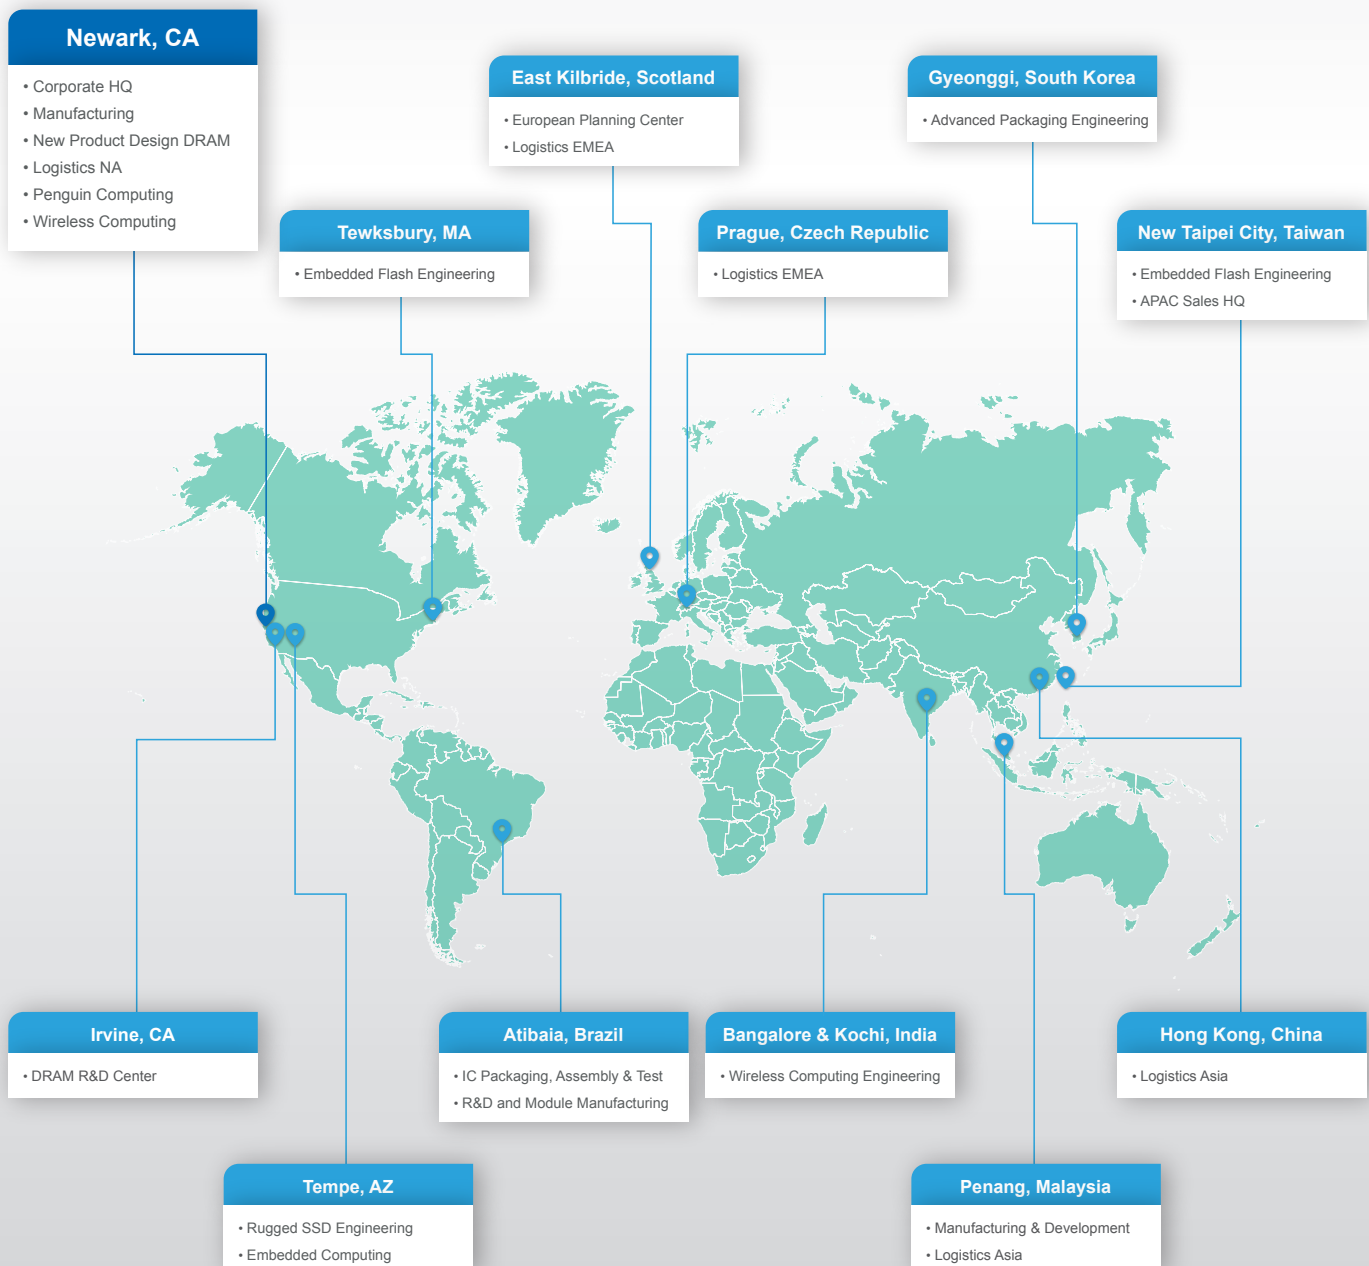 Newark, CA
• Corporate HQ
• Manufacturing
• New Product Design DRAM
• Logistics NA
• Penguin Computing
• Wireless Computing
East Kilbride, Scotland
• European Planning Center
• Logistics EMEA
Gyeonggi, South Korea
• Advanced Packaging Engineering
Tewksbury, MA
• Embedded Flash Engineering
Prague, Czech Republic
• Logistics EMEA
New Taipei City, Taiwan
• Embedded Flash Engineering
• APAC Sales HQ
Irvine, CA
• DRAM R&D Center
Atibaia, Brazil
• IC Packaging, Assembly & Test
• R&D and Module Manufacturing
Bangalore & Kochi, India
• Wireless Computing Engineering
Hong Kong, China
• Logistics Asia
Tempe, AZ
• Rugged SSD Engineering
• Embedded Computing
Penang, Malaysia
• Manufacturing & Development
• Logistics Asia